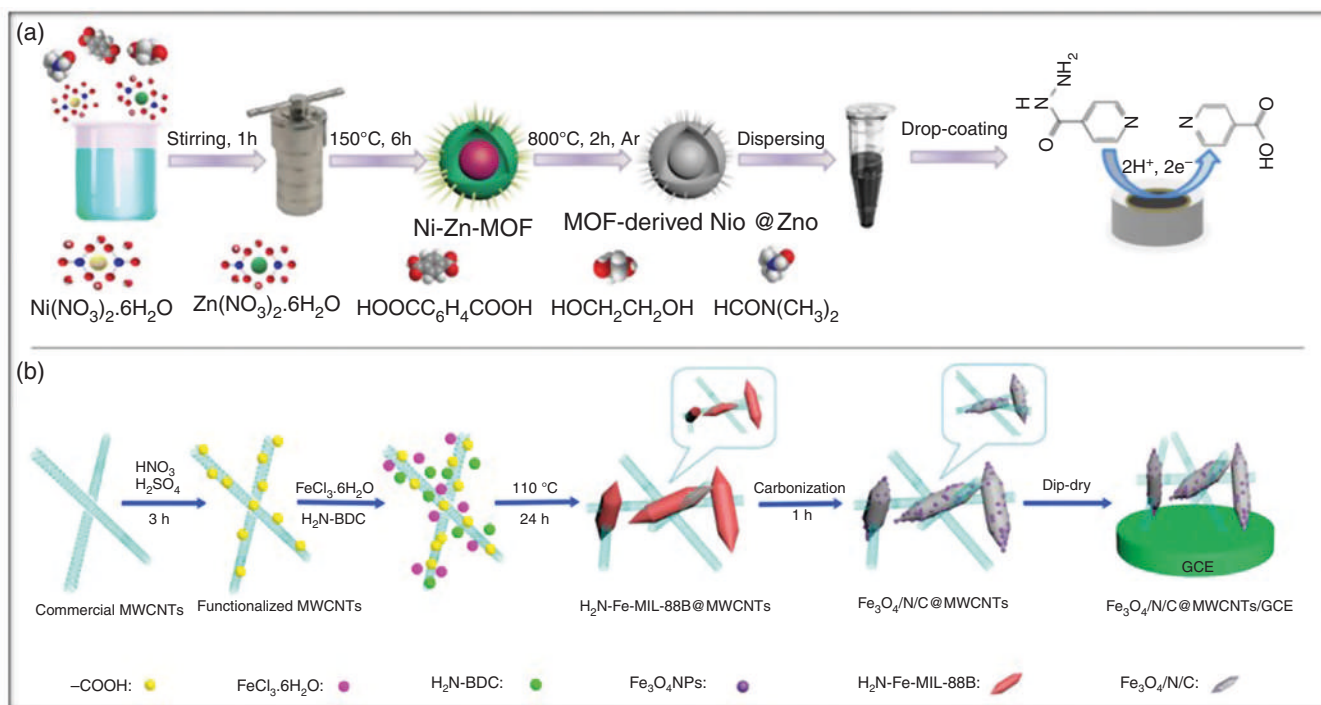 (a)
Stirring, 1h
150°C, 6h
800°C, 2h, Ar
Dispersing
Drop-coating
H
N
NH₂
O
N
N
O
HO
2H⁺, 2e⁻
Ni-Zn-MOF
MOF-derived Nio @Zno
Ni(NO₃)₂.6H₂O
Zn(NO₃)₂.6H₂O
HOOCC₆H₄COOH
HOCH₂CH₂OH
HCON(CH₃)₂
(b)
HNO₃
H₂SO₄
3 h
FeCl₃.6H₂O
H₂N-BDC
110 °C
24 h
Carbonization
1 h
Dip-dry
GCE
Commercial MWCNTs
Functionalized MWCNTs
H₂N-Fe-MIL-88B@MWCNTs
Fe₃O₄/N/C@MWCNTs
Fe₃O₄/N/C@MWCNTs/GCE
–COOH:
FeCl₃.6H₂O:
H₂N-BDC:
Fe₃O₄NPs:
H₂N-Fe-MIL-88B:
Fe₃O₄/N/C: